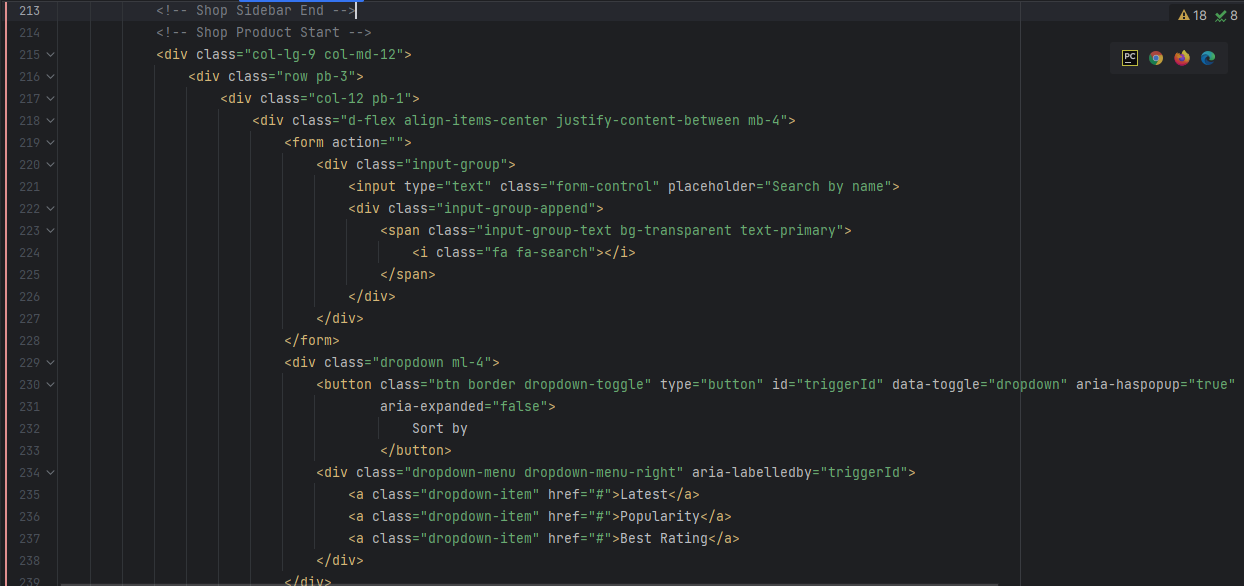 213 <!-- Shop Sidebar End -->
18 8
214 <!-- Shop Product Start -->
215 <div class="col-lg-9 col-md-12">
PC
216 <div class="row pb-3">
217 <div class="col-12 pb-1">
218 <div class="d-flex align-items-center justify-content-between mb-4">
219 <form action="">
220 <div class="input-group">
221 <input type="text" class="form-control" placeholder="Search by name">
222 <div class="input-group-append">
223 <span class="input-group-text bg-transparent text-primary">
224 <i class="fa fa-search"></i>
225 </span>
226 </div>
227 </div>
228 </form>
229 <div class="dropdown ml-4">
230 <button class="btn border dropdown-toggle" type="button" id="triggerId" data-toggle="dropdown" aria-haspopup="true"
231 aria-expanded="false">
232 Sort by
233 </button>
234 <div class="dropdown-menu dropdown-menu-right" aria-labelledby="triggerId">
235 <a class="dropdown-item" href="#">Latest</a>
236 <a class="dropdown-item" href="#">Popularity</a>
237 <a class="dropdown-item" href="#">Best Rating</a>
238 </div>
239 </div>